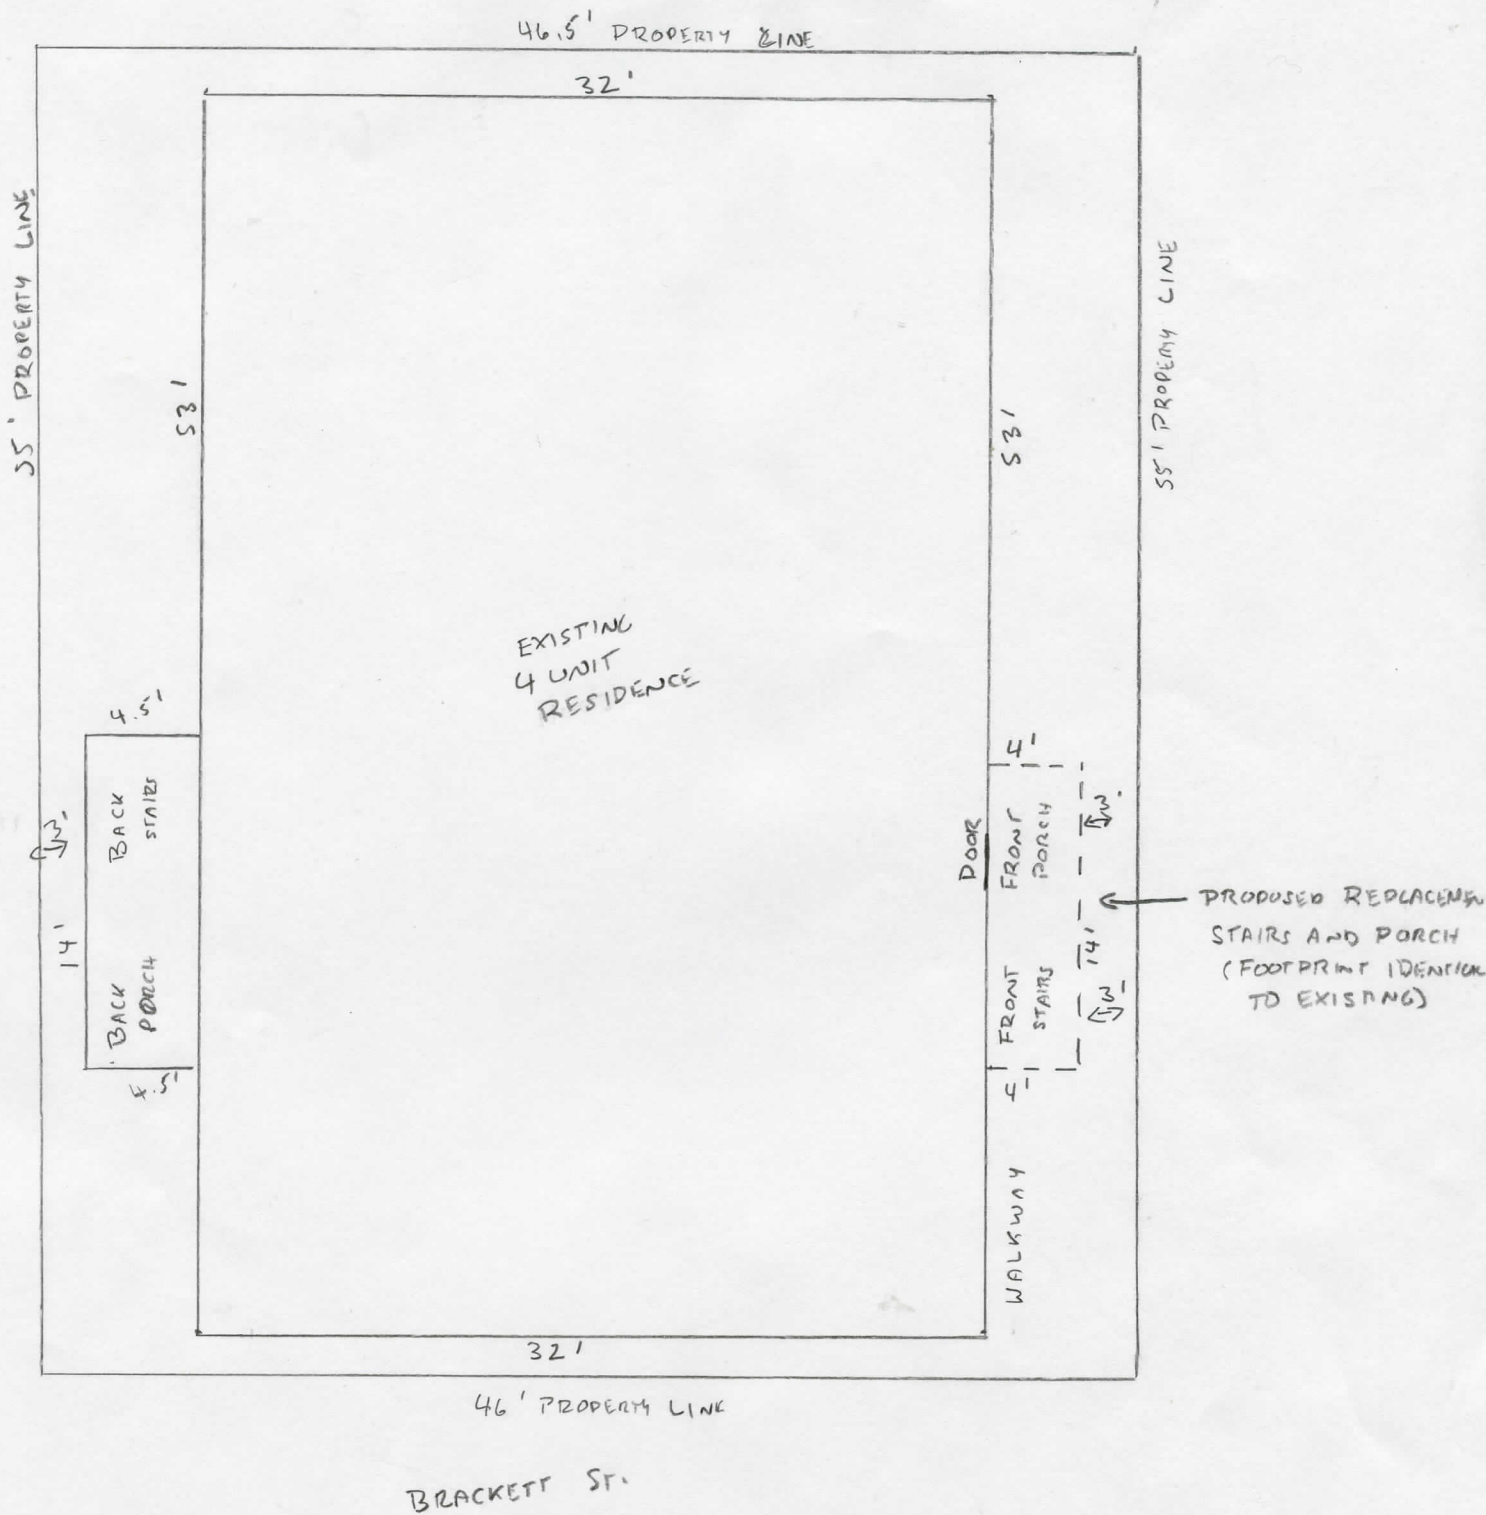 46.5' PROPERTY LINE
32'
55' PROPERTY LINE
53'
53'
55' PROPERTY LINE
EXISTING
4 UNIT
RESIDENCE
4.5'
BACK
STAIRS
3'
14'
BACK
PORCH
4.5'
4'
DOOR
FRONT
PORCH
3'
14'
FRONT
STAIRS
3'
4'
PROPOSED REPLACEMEN
STAIRS AND PORCH
(FOOTPRINT IDENTICAL
TO EXISTING)
WALKWAY
32'
46' PROPERTY LINE
BRACKETT ST.